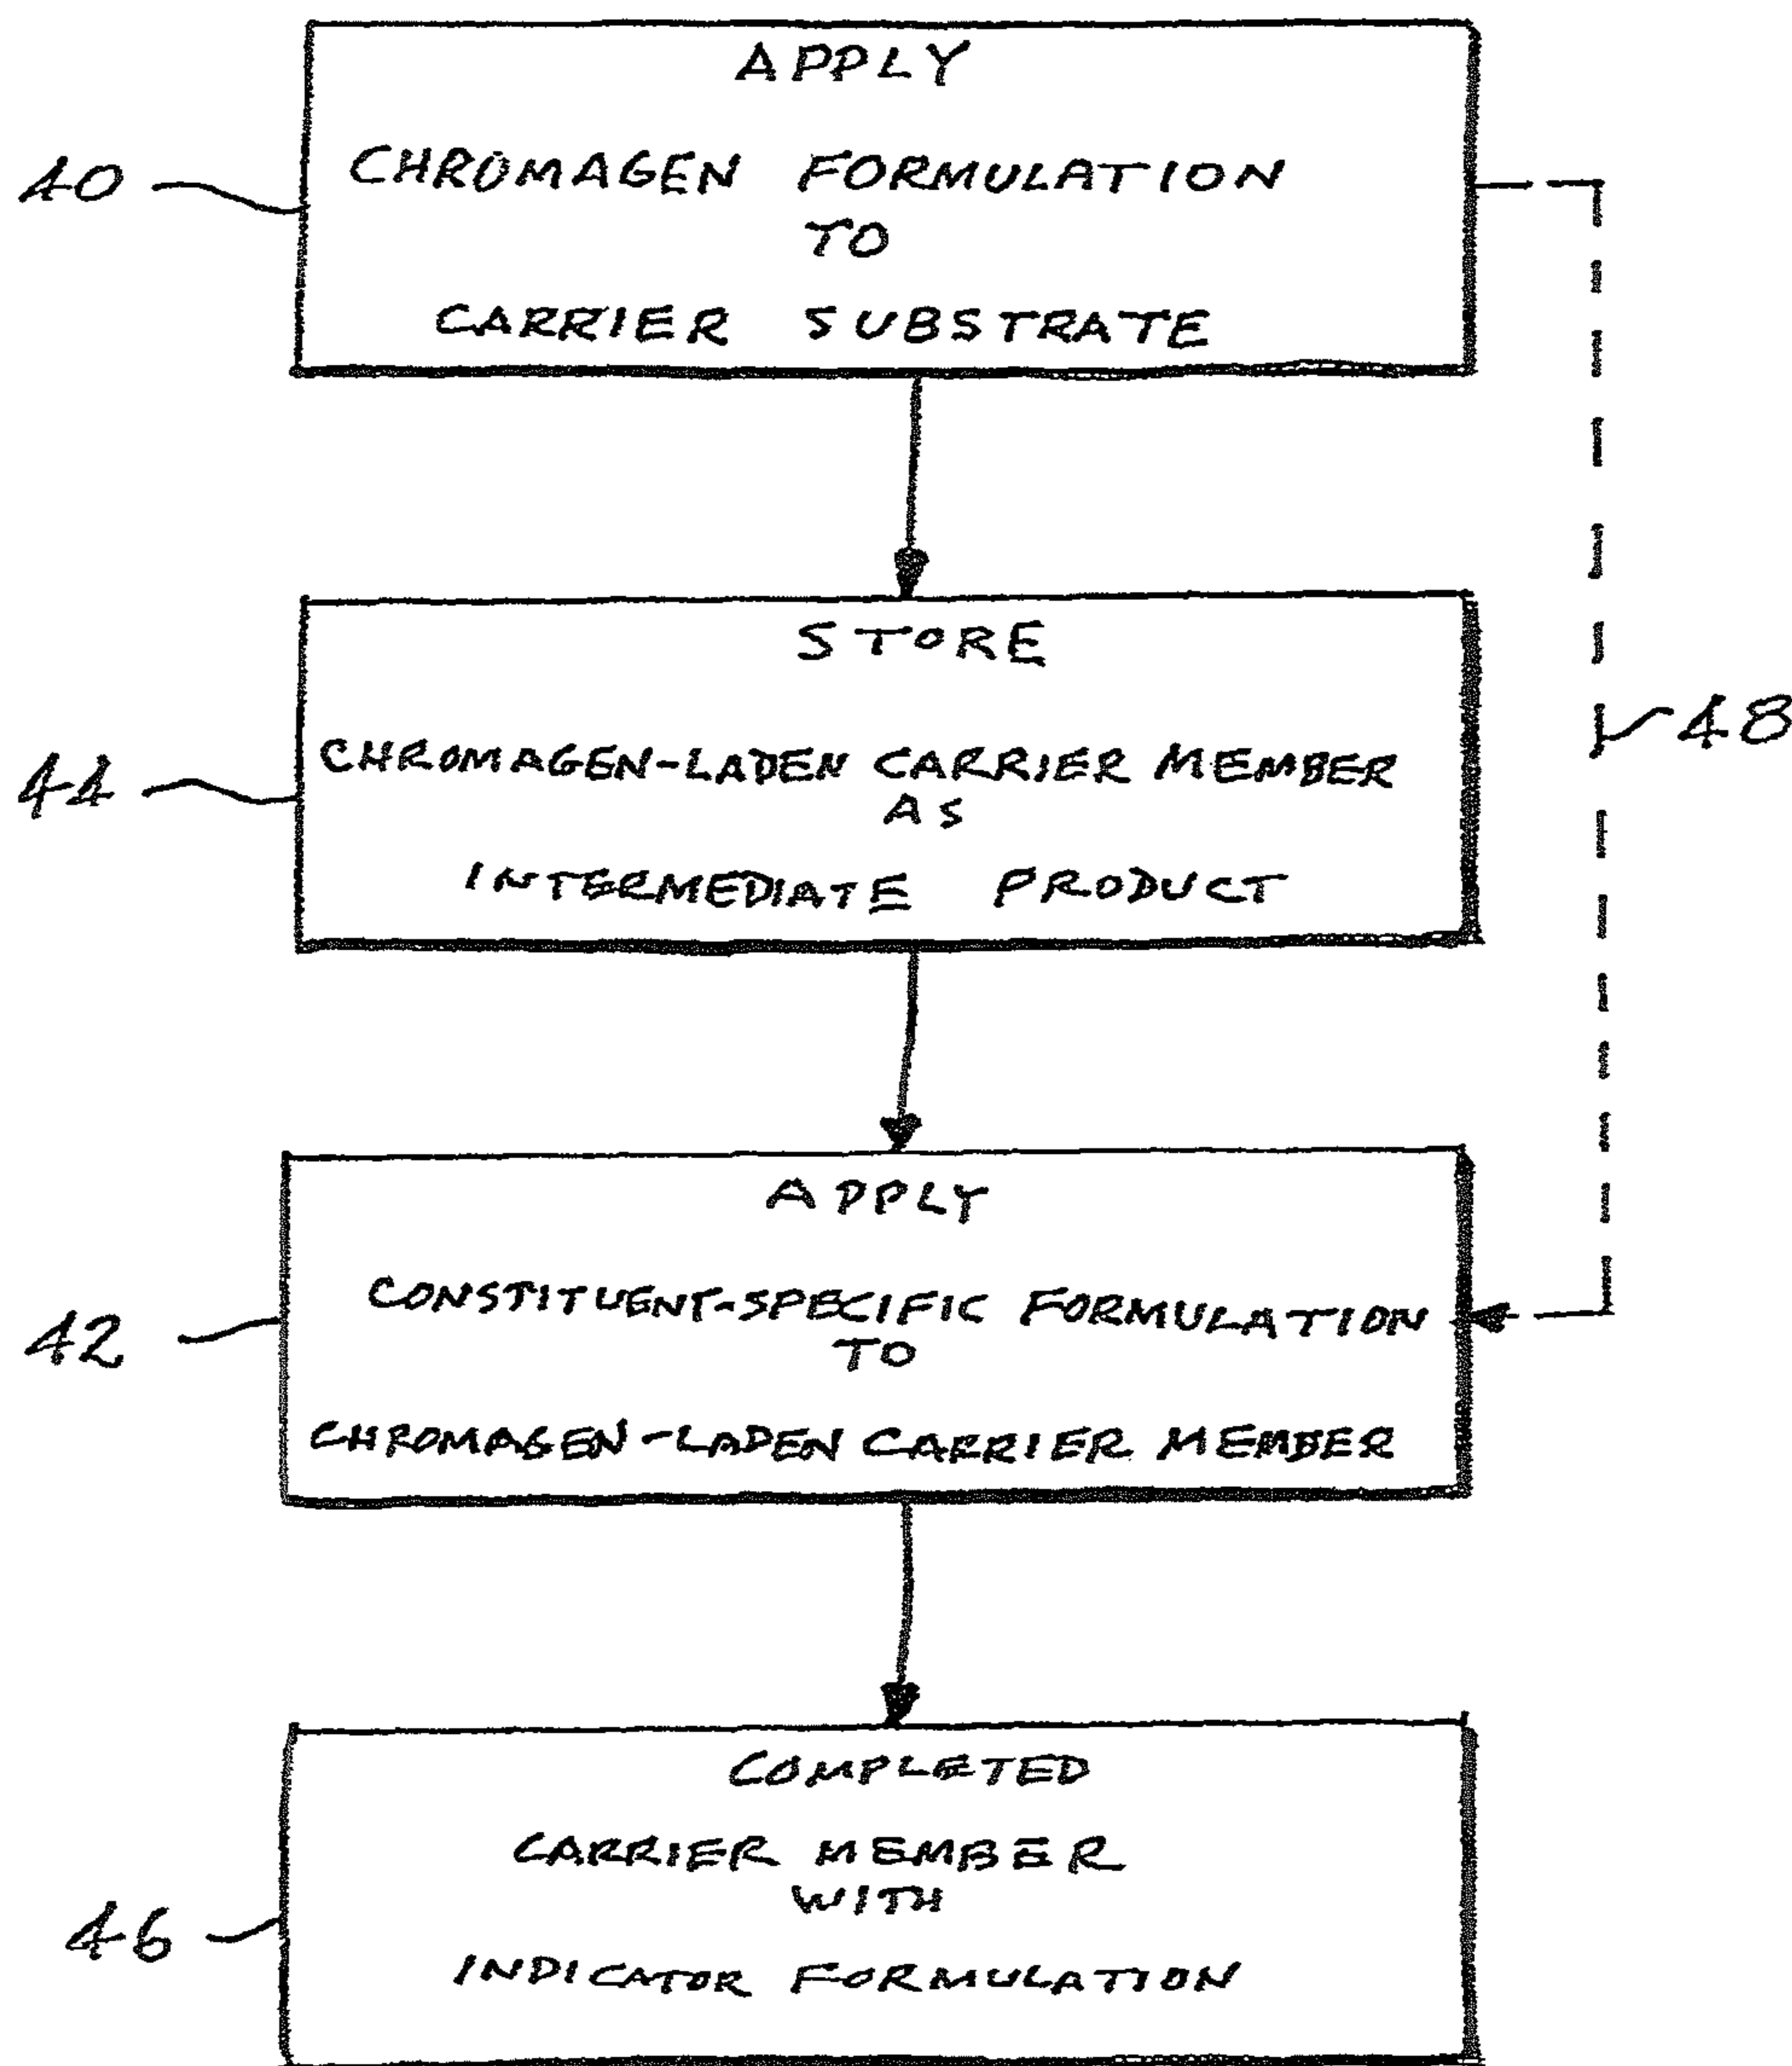 APPLY
40
CHROMAGEN FORMULATION
TO
CARRIER SUBSTRATE
STORE
48
44
CHROMAGEN-LADEN CARRIER MEMBER
AS
INTERMEDIATE PRODUCT
APPLY
42
CONSTITUENT-SPECIFIC FORMULATION
TO
CHROMAGEN-LADEN CARRIER MEMBER
COMPLETED
CARRIER MEMBER
WITH
46
INDICATOR FORMULATION